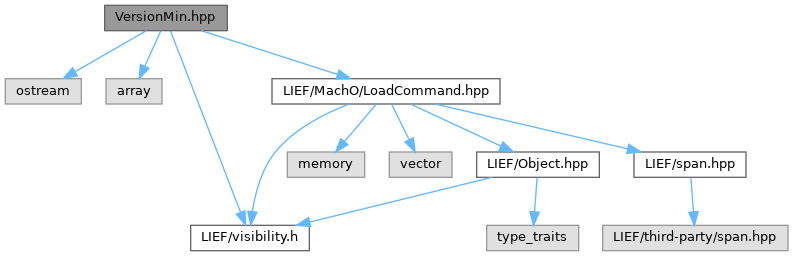 VersionMin.hpp
ostream
array
LIEF/MachO/LoadCommand.hpp
memory
vector
LIEF/Object.hpp
LIEF/span.hpp
LIEF/visibility.h
type_traits
LIEF/third-party/span.hpp